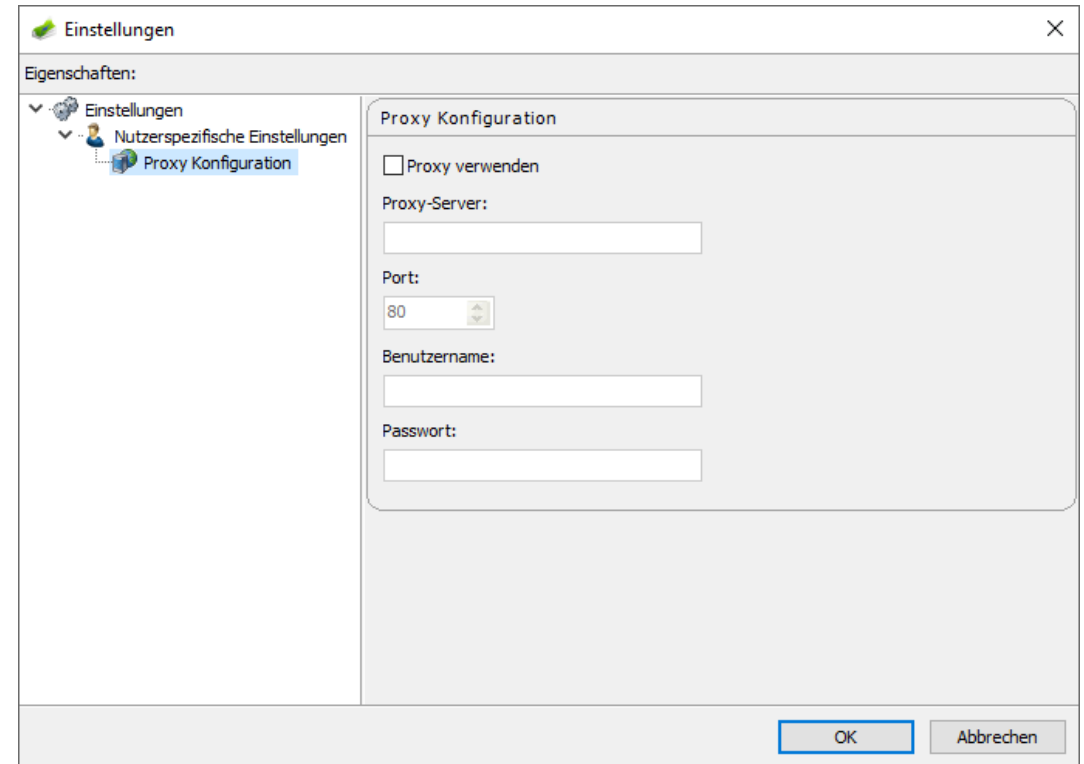 Einstellungen
Eigenschaften:
Einstellungen
Nutzerspezifische Einstellungen
Proxy Konfiguration
Proxy Konfiguration
Proxy verwenden
Proxy-Server:
Port:
80
Benutzername:
Passwort:
OK
Abbrechen